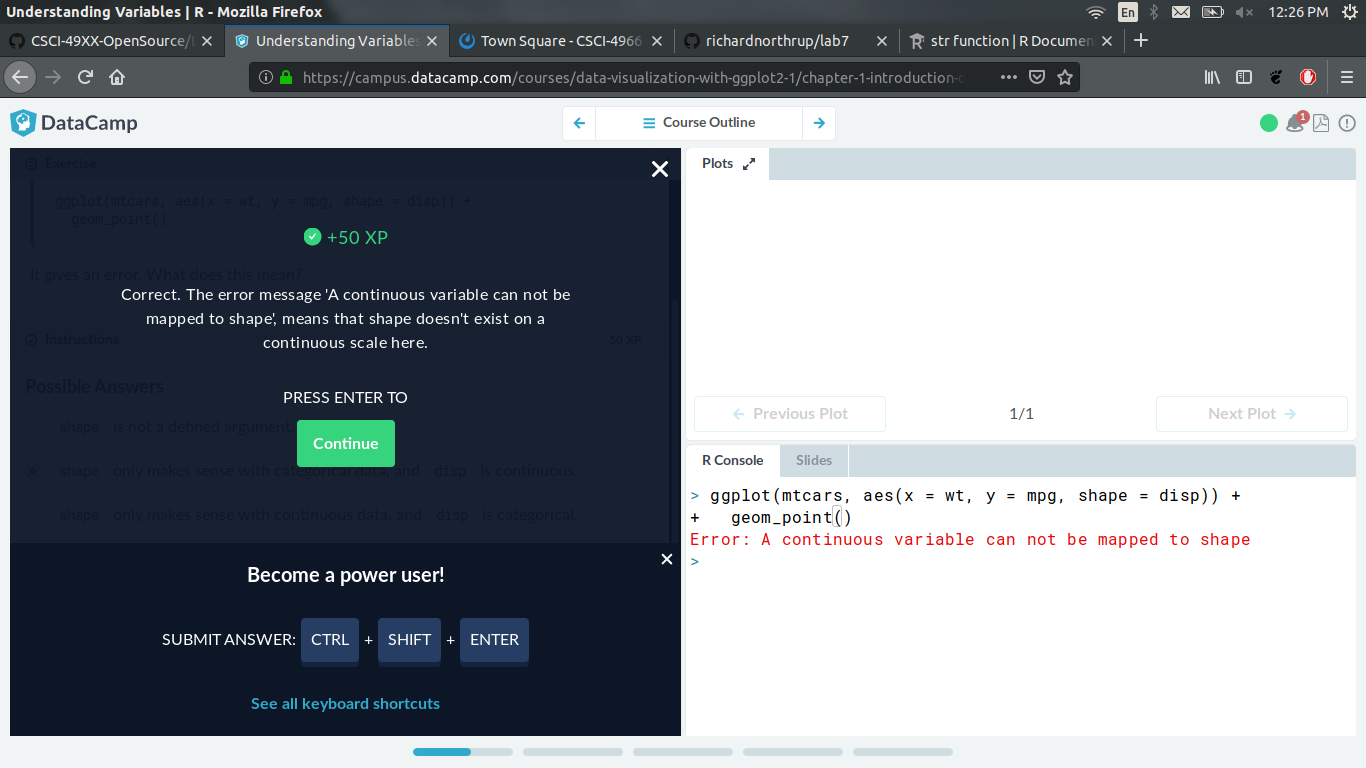 Understanding Variables | R - Mozilla Firefox
En
12:26 PM
CSCI-49XX-OpenSource/L
Understanding Variables
Town Square - CSCI-4966
richardnorthrup/lab7
str function | R Documen
https://campus.datacamp.com/courses/data-visualization-with-ggplot2-1/chapter-1-introduction-
DataCamp
Course Outline
1
Exercise
ggplot(mtcars, aes(x = wt, y = mpg, shape = disp)) +
geom_point()
+50 XP
It gives an error. What does this mean?
Correct. The error message 'A continuous variable can not be
mapped to shape', means that shape doesn't exist on a
continuous scale here.
Instructions
50 XP
Possible Answers
PRESS ENTER TO
shape is not a defined argument.
Continue
shape only makes sense with categorical data, and disp is continuous.
shape only makes sense with continuous data, and disp is categorical.
Become a power user!
SUBMIT ANSWER: CTRL + SHIFT + ENTER
See all keyboard shortcuts
Plots
Previous Plot
1/1
Next Plot
R Console
Slides
> ggplot(mtcars, aes(x = wt, y = mpg, shape = disp)) +
+ geom_point()
Error: A continuous variable can not be mapped to shape
>